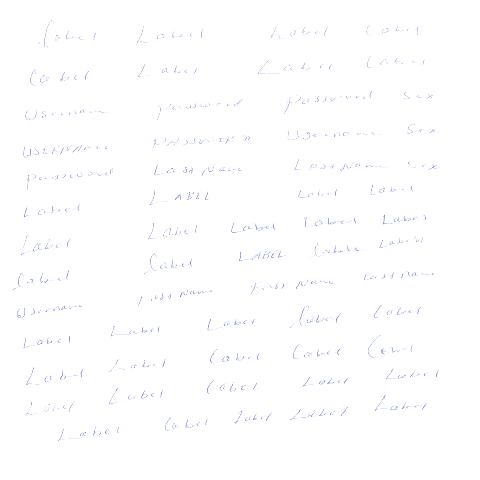 Label Label Label Label
Label Label Label Label
Username Password Password Sex
Username Password Username Sex
Password Last Name Last Name Sex
Label LABEL Label Label
Label Label Label Label Label
Label Label LABEL Label Label
Username First Name First Name Last Name
Label Label Label Label Label
Label Label Label Label Label
Label Label Label Label Label
Label Label Label Label Label